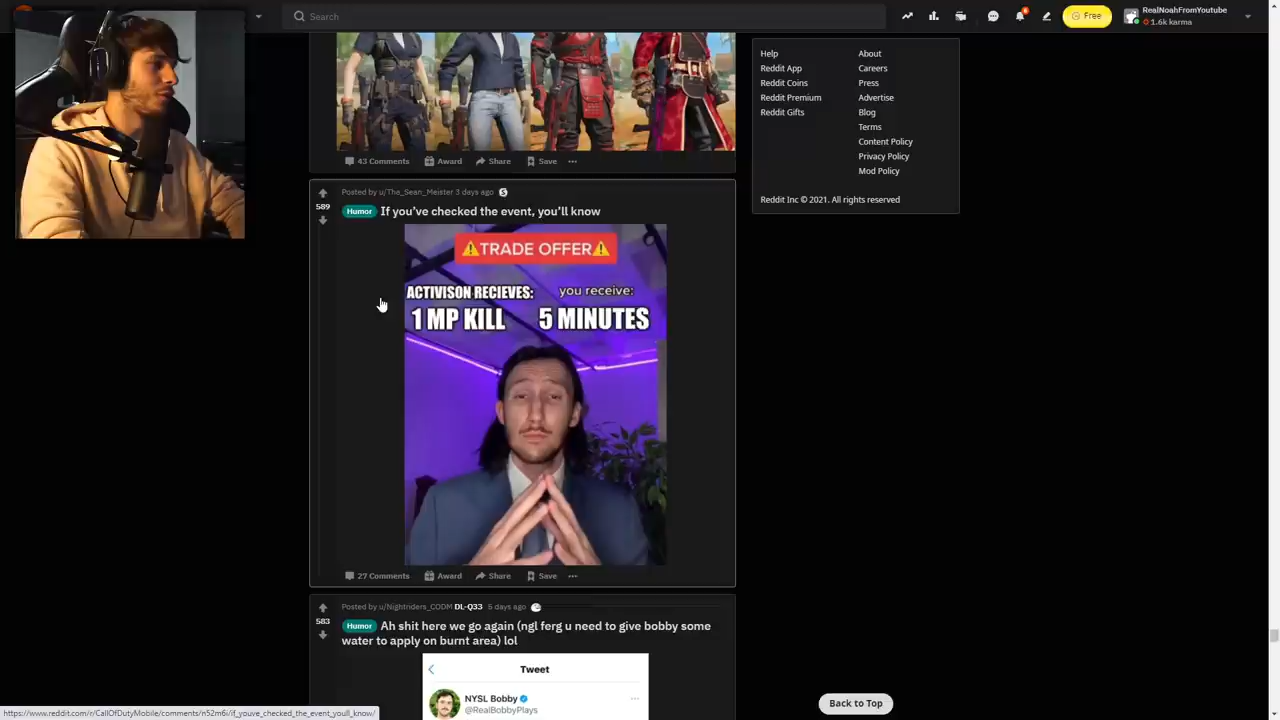 Search
Free
RealNoahFromYoutube
1.6k karma
Help
About
Reddit App
Careers
Reddit Coins
Press
Reddit Premium
Advertise
Reddit Gifts
Blog
Terms
Content Policy
Privacy Policy
Mod Policy
Reddit Inc © 2021. All rights reserved
43 Comments
Award
Share
Save
Posted by u/The_Sean_Meister 3 days ago
589
Humor If you've checked the event, you'll know
⚠TRADE OFFER⚠
ACTIVISON RECIEVES:
you receive:
1 MP KILL
5 MINUTES
27 Comments
Award
Share
Save
Posted by u/Nightriders_CODM DL-Q33 5 days ago
583
Humor Ah shit here we go again (ngl ferg u need to give bobby some
water to apply on burnt area) lol
Tweet
NYSL Bobby
@RealBobbyPlays
Back to Top
https://www.reddit.com/r/CallOfDutyMobile/comments/n52m6i/if_youve_checked_the_event_youll_know/